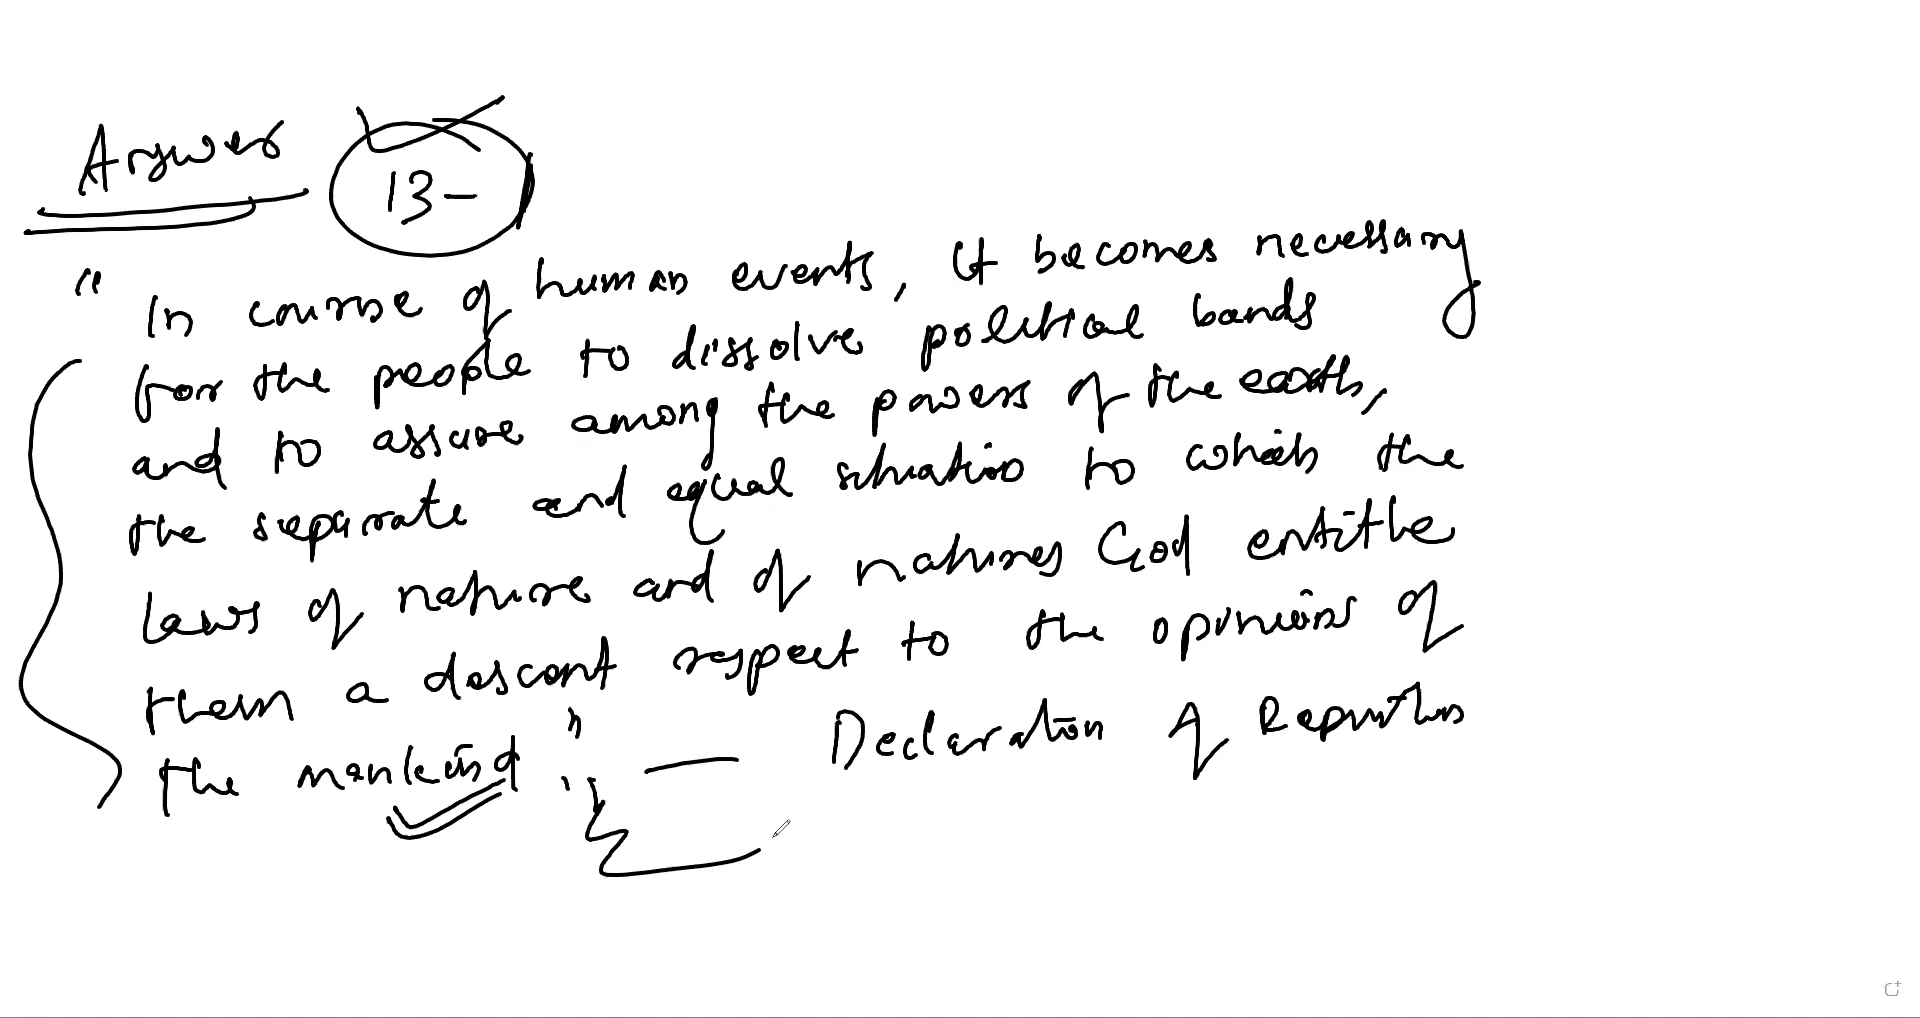 Answer 13-
" In course of human events, it becomes necessary
for the people to dissolve political bands
and to assure among the powers of the earth,
the separate and equal situation to which the
laws of nature and of natures God entitle
them a descent respect to the opinions of
the mankind " — Declaration of